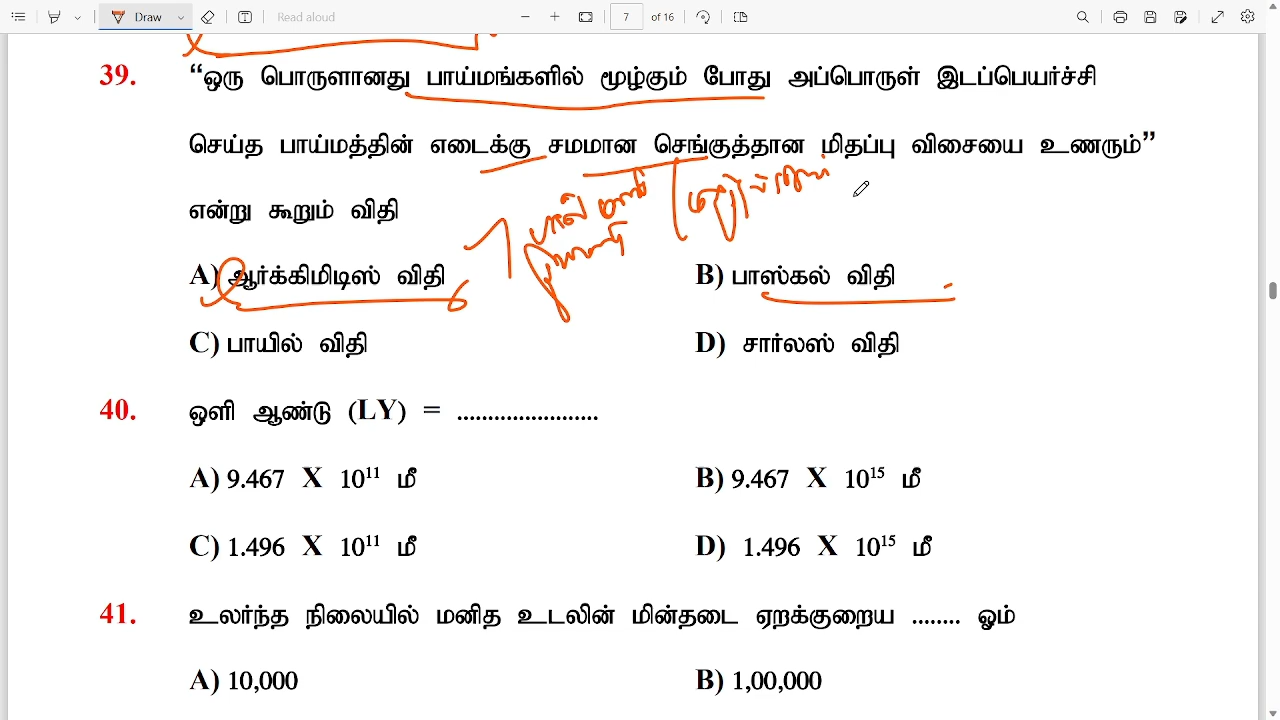 Draw
Read aloud
7 of 16
39. “ஒரு பொருளானது பாய்மங்களில் மூழ்கும் போது அப்பொருள் இடப்பெயர்ச்சி
செய்த பாய்மத்தின் எடைக்கு சமமான செங்குத்தான மிதப்பு விசையை உணரும்”
என்று கூறும் விதி
A) ஆர்க்கிமிடிஸ் விதி B) பாஸ்கல் விதி
C) பாயில் விதி D) சார்லஸ் விதி
40. ஒளி ஆண்டு (LY) = .......................
A) 9.467 X 10¹¹ மீ B) 9.467 X 10¹⁵ மீ
C) 1.496 X 10¹¹ மீ D) 1.496 X 10¹⁵ மீ
41. உலர்ந்த நிலையில் மனித உடலின் மின்தடை ஏறக்குறைய ........ ஓம்
A) 10,000 B) 1,00,000